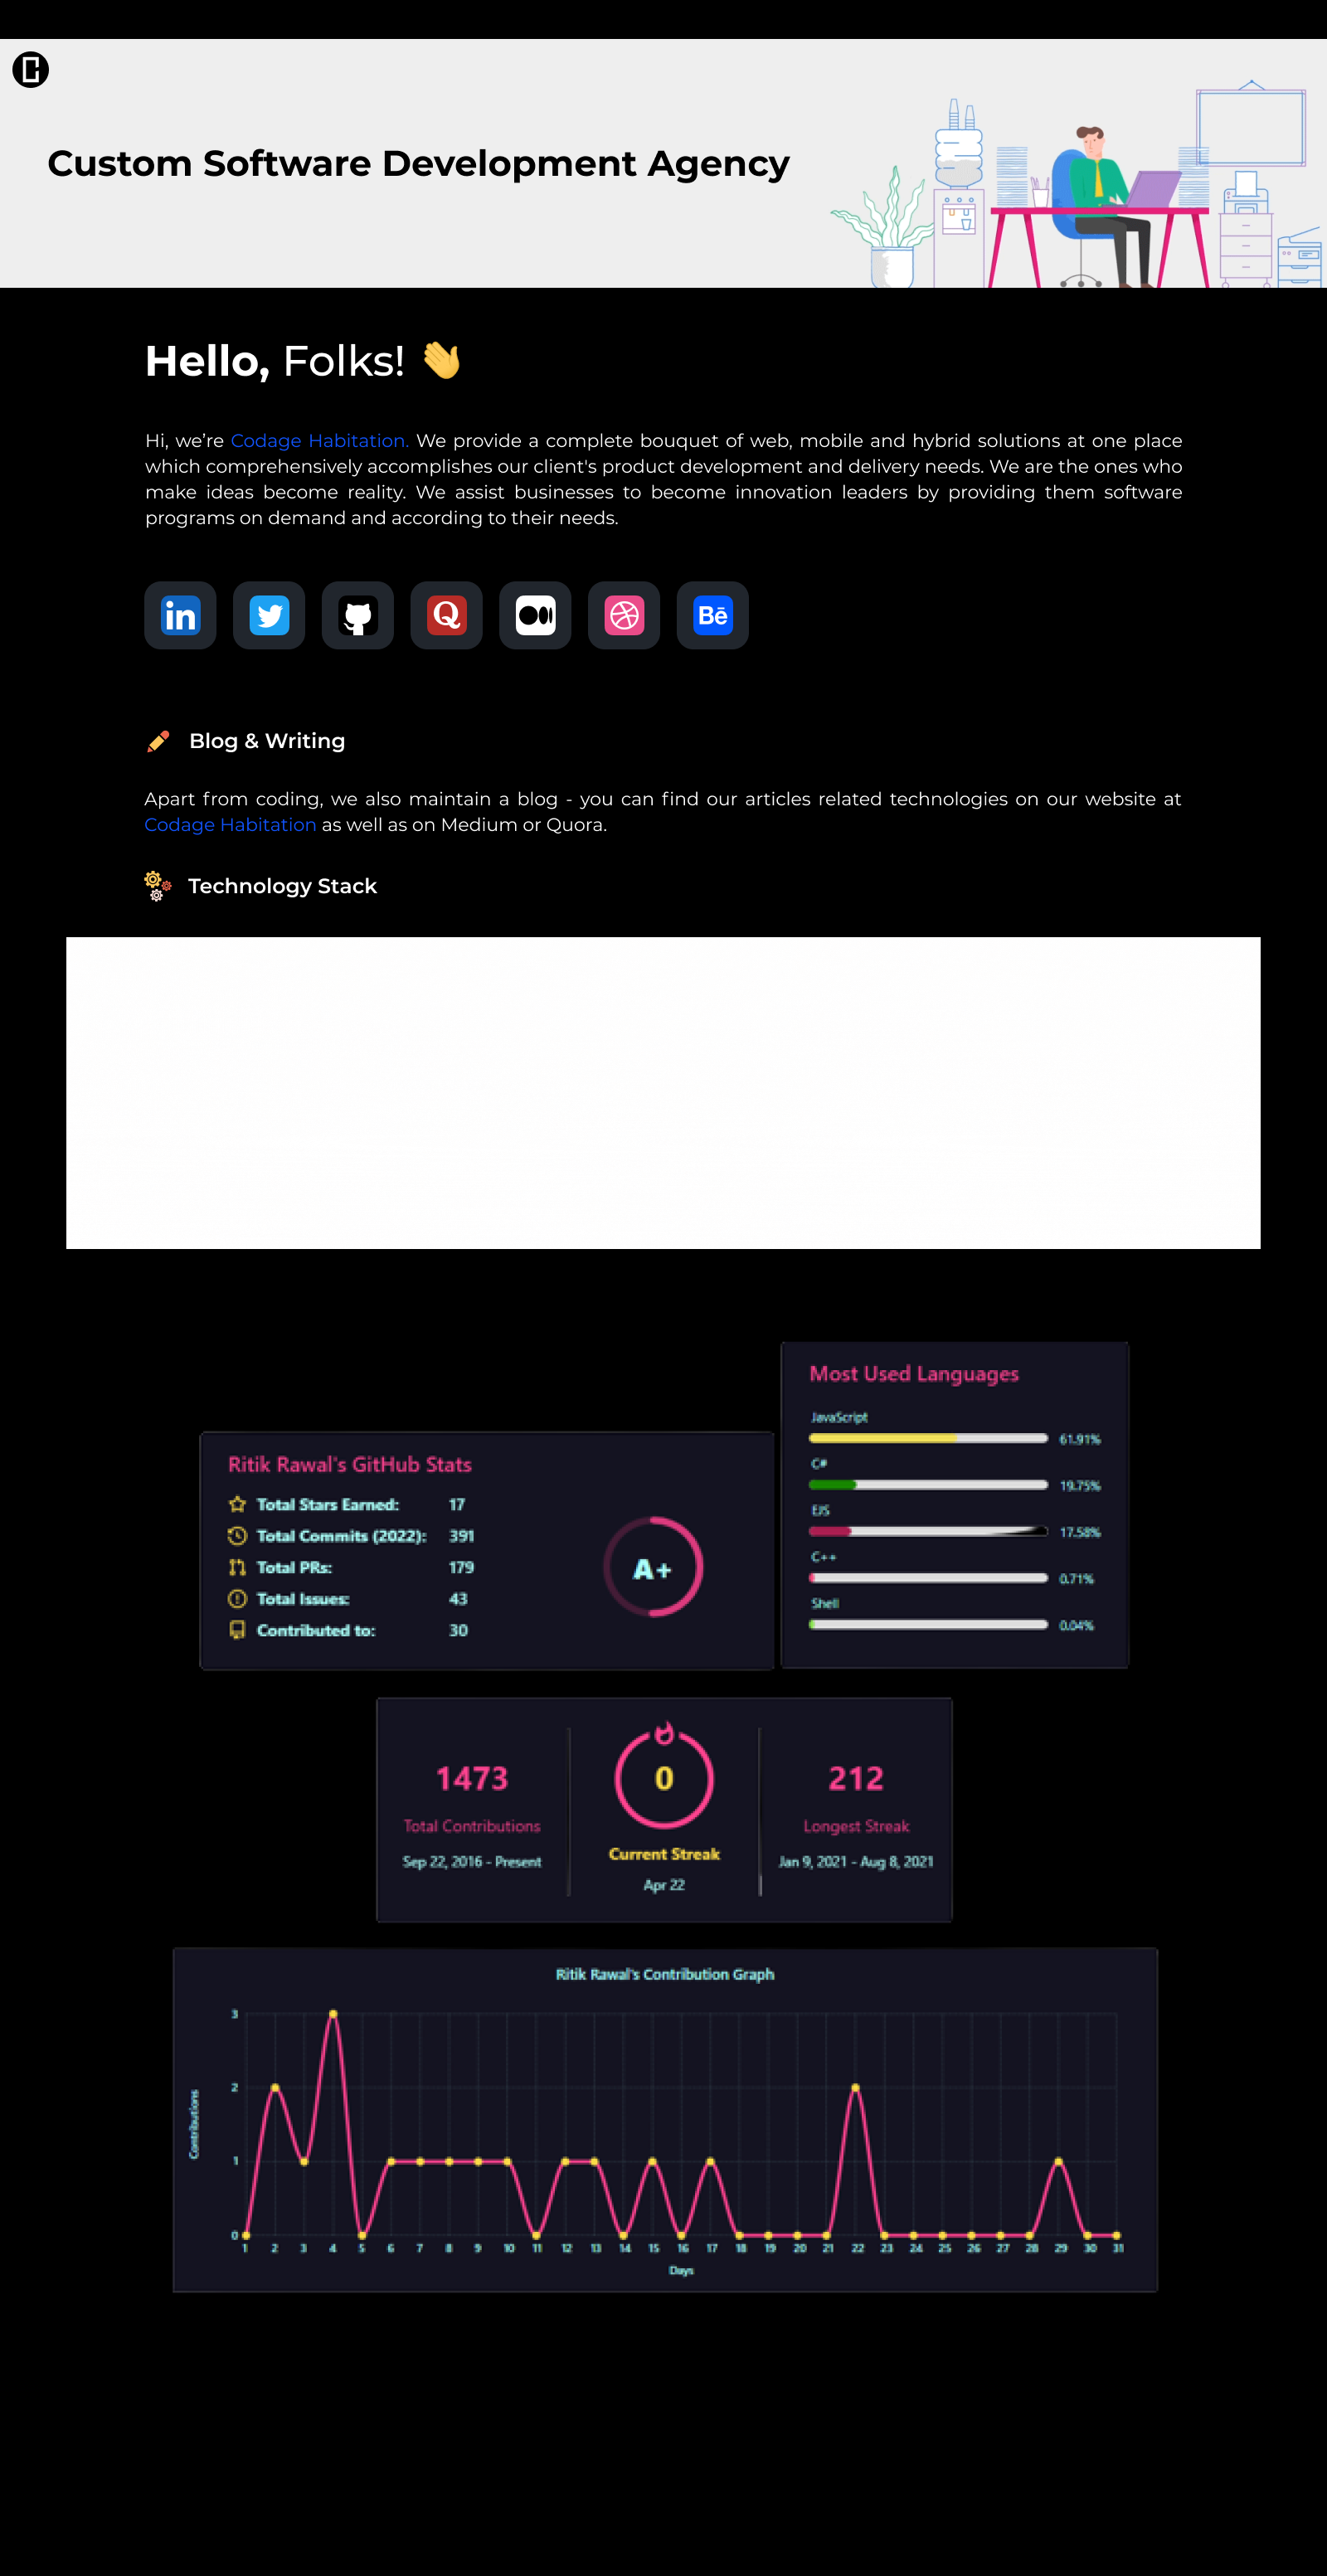 Custom Software Development Agency
Hello, Folks!
Hi, we’re Codage Habitation. We provide a complete bouquet of web, mobile and hybrid solutions at one place
which comprehensively accomplishes our client's product development and delivery needs. We are the ones who
make ideas become reality. We assist businesses to become innovation leaders by providing them software
programs on demand and according to their needs.
in
Q
Bē
Blog & Writing
Apart from coding, we also maintain a blog - you can find our articles related technologies on our website at
Codage Habitation as well as on Medium or Quora.
Technology Stack
Most Used Languages
JavaScript
61.91%
C#
19.75%
EJS
17.58%
C++
0.71%
Shell
0.04%
Ritik Rawal's GitHub Stats
Total Stars Earned: 17
Total Commits (2022): 391
Total PRs: 179
Total Issues: 43
Contributed to: 30
A+
1473
Total Contributions
Sep 22, 2016 - Present
0
Current Streak
Apr 22
212
Longest Streak
Jan 9, 2021 - Aug 8, 2021
Ritik Rawal's Contribution Graph
Contributions
3
2
1
0
1 2 3 4 5 6 7 8 9 10 11 12 13 14 15 16 17 18 19 20 21 22 23 24 25 26 27 28 29 30 31
Days